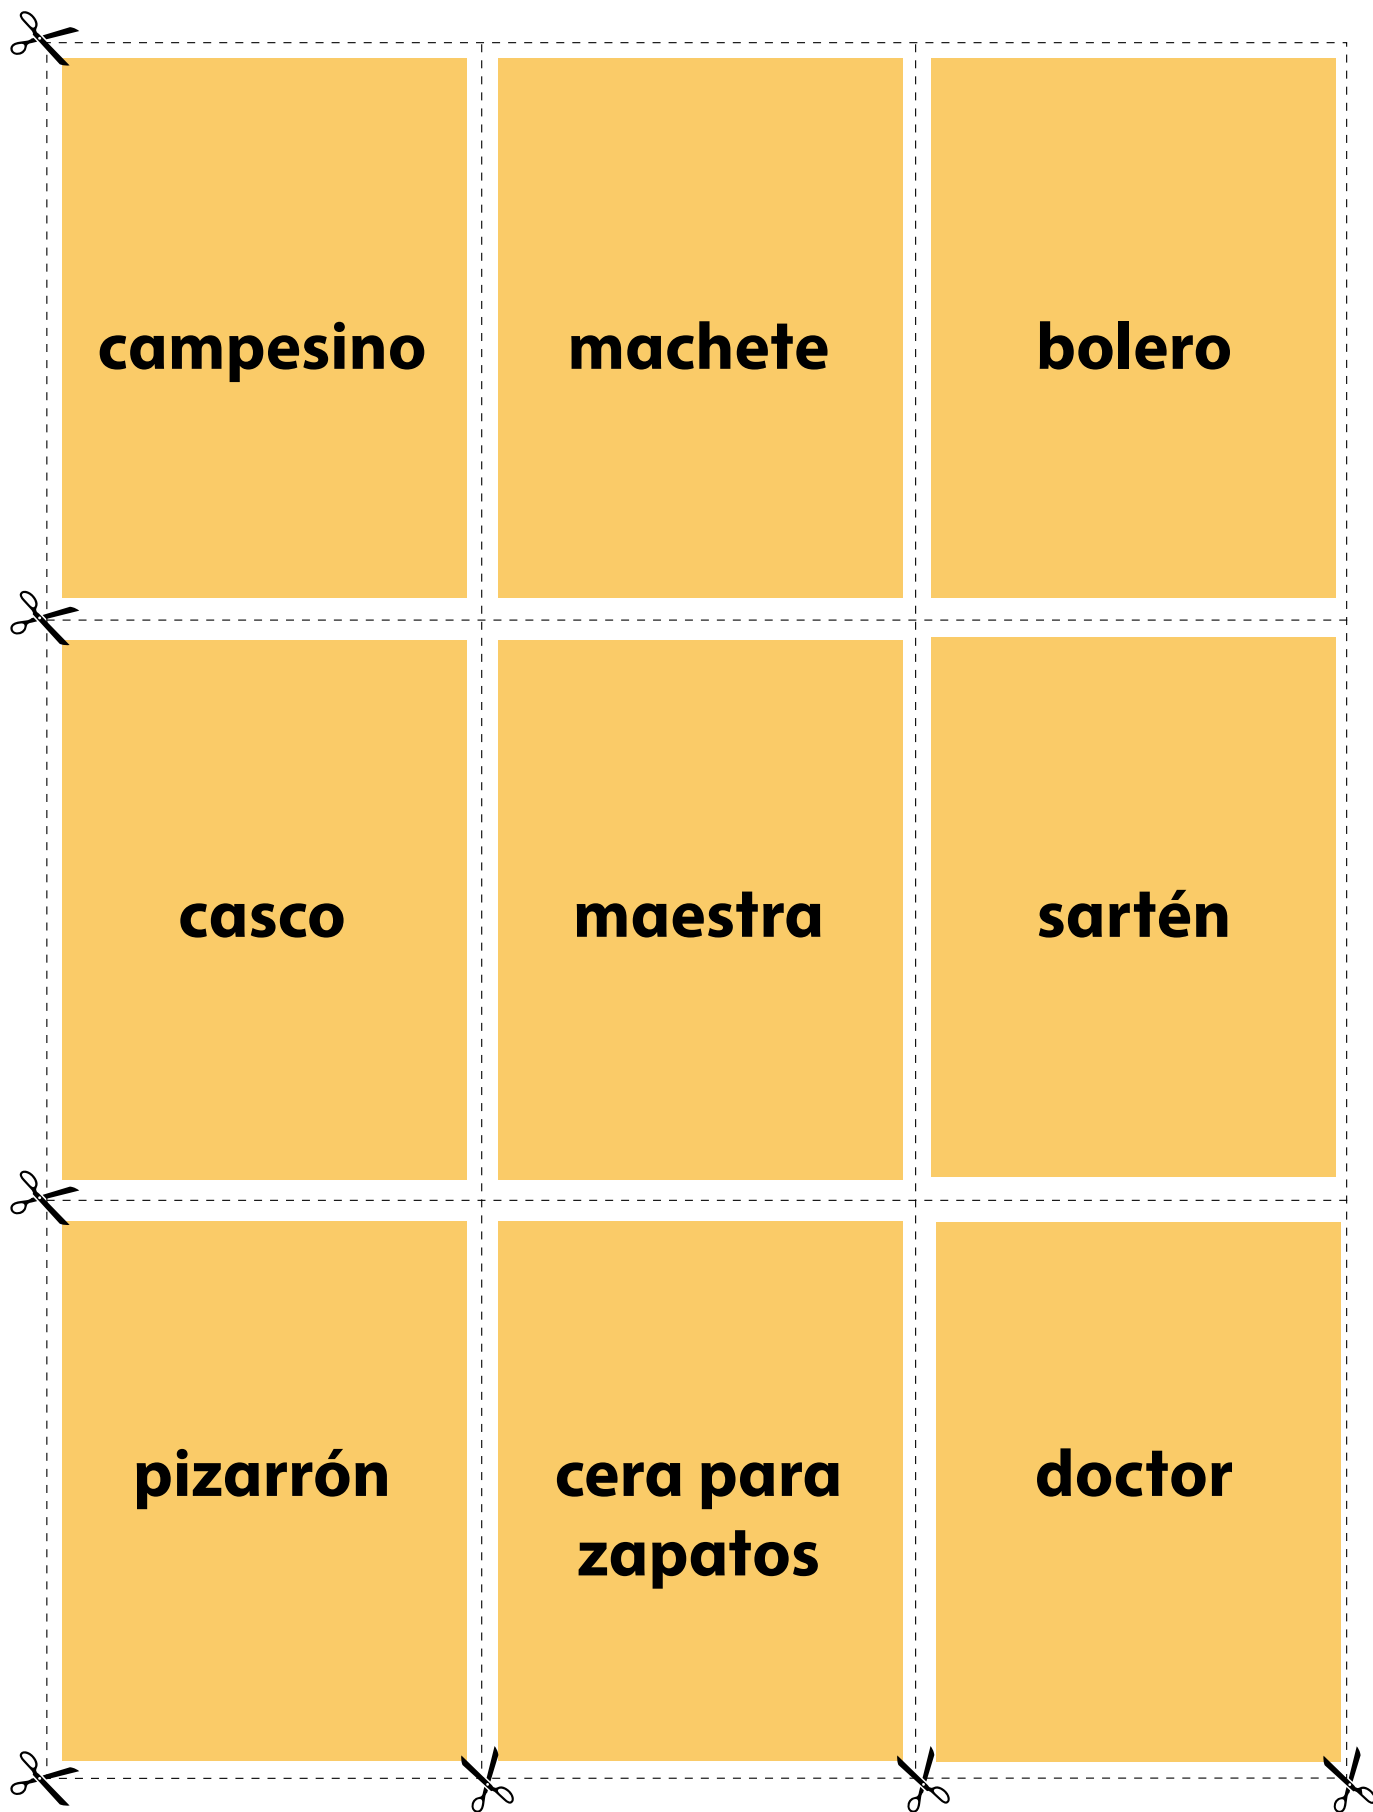 campesino
machete
bolero
casco
maestra
sartén
pizarrón
cera para
zapatos
doctor